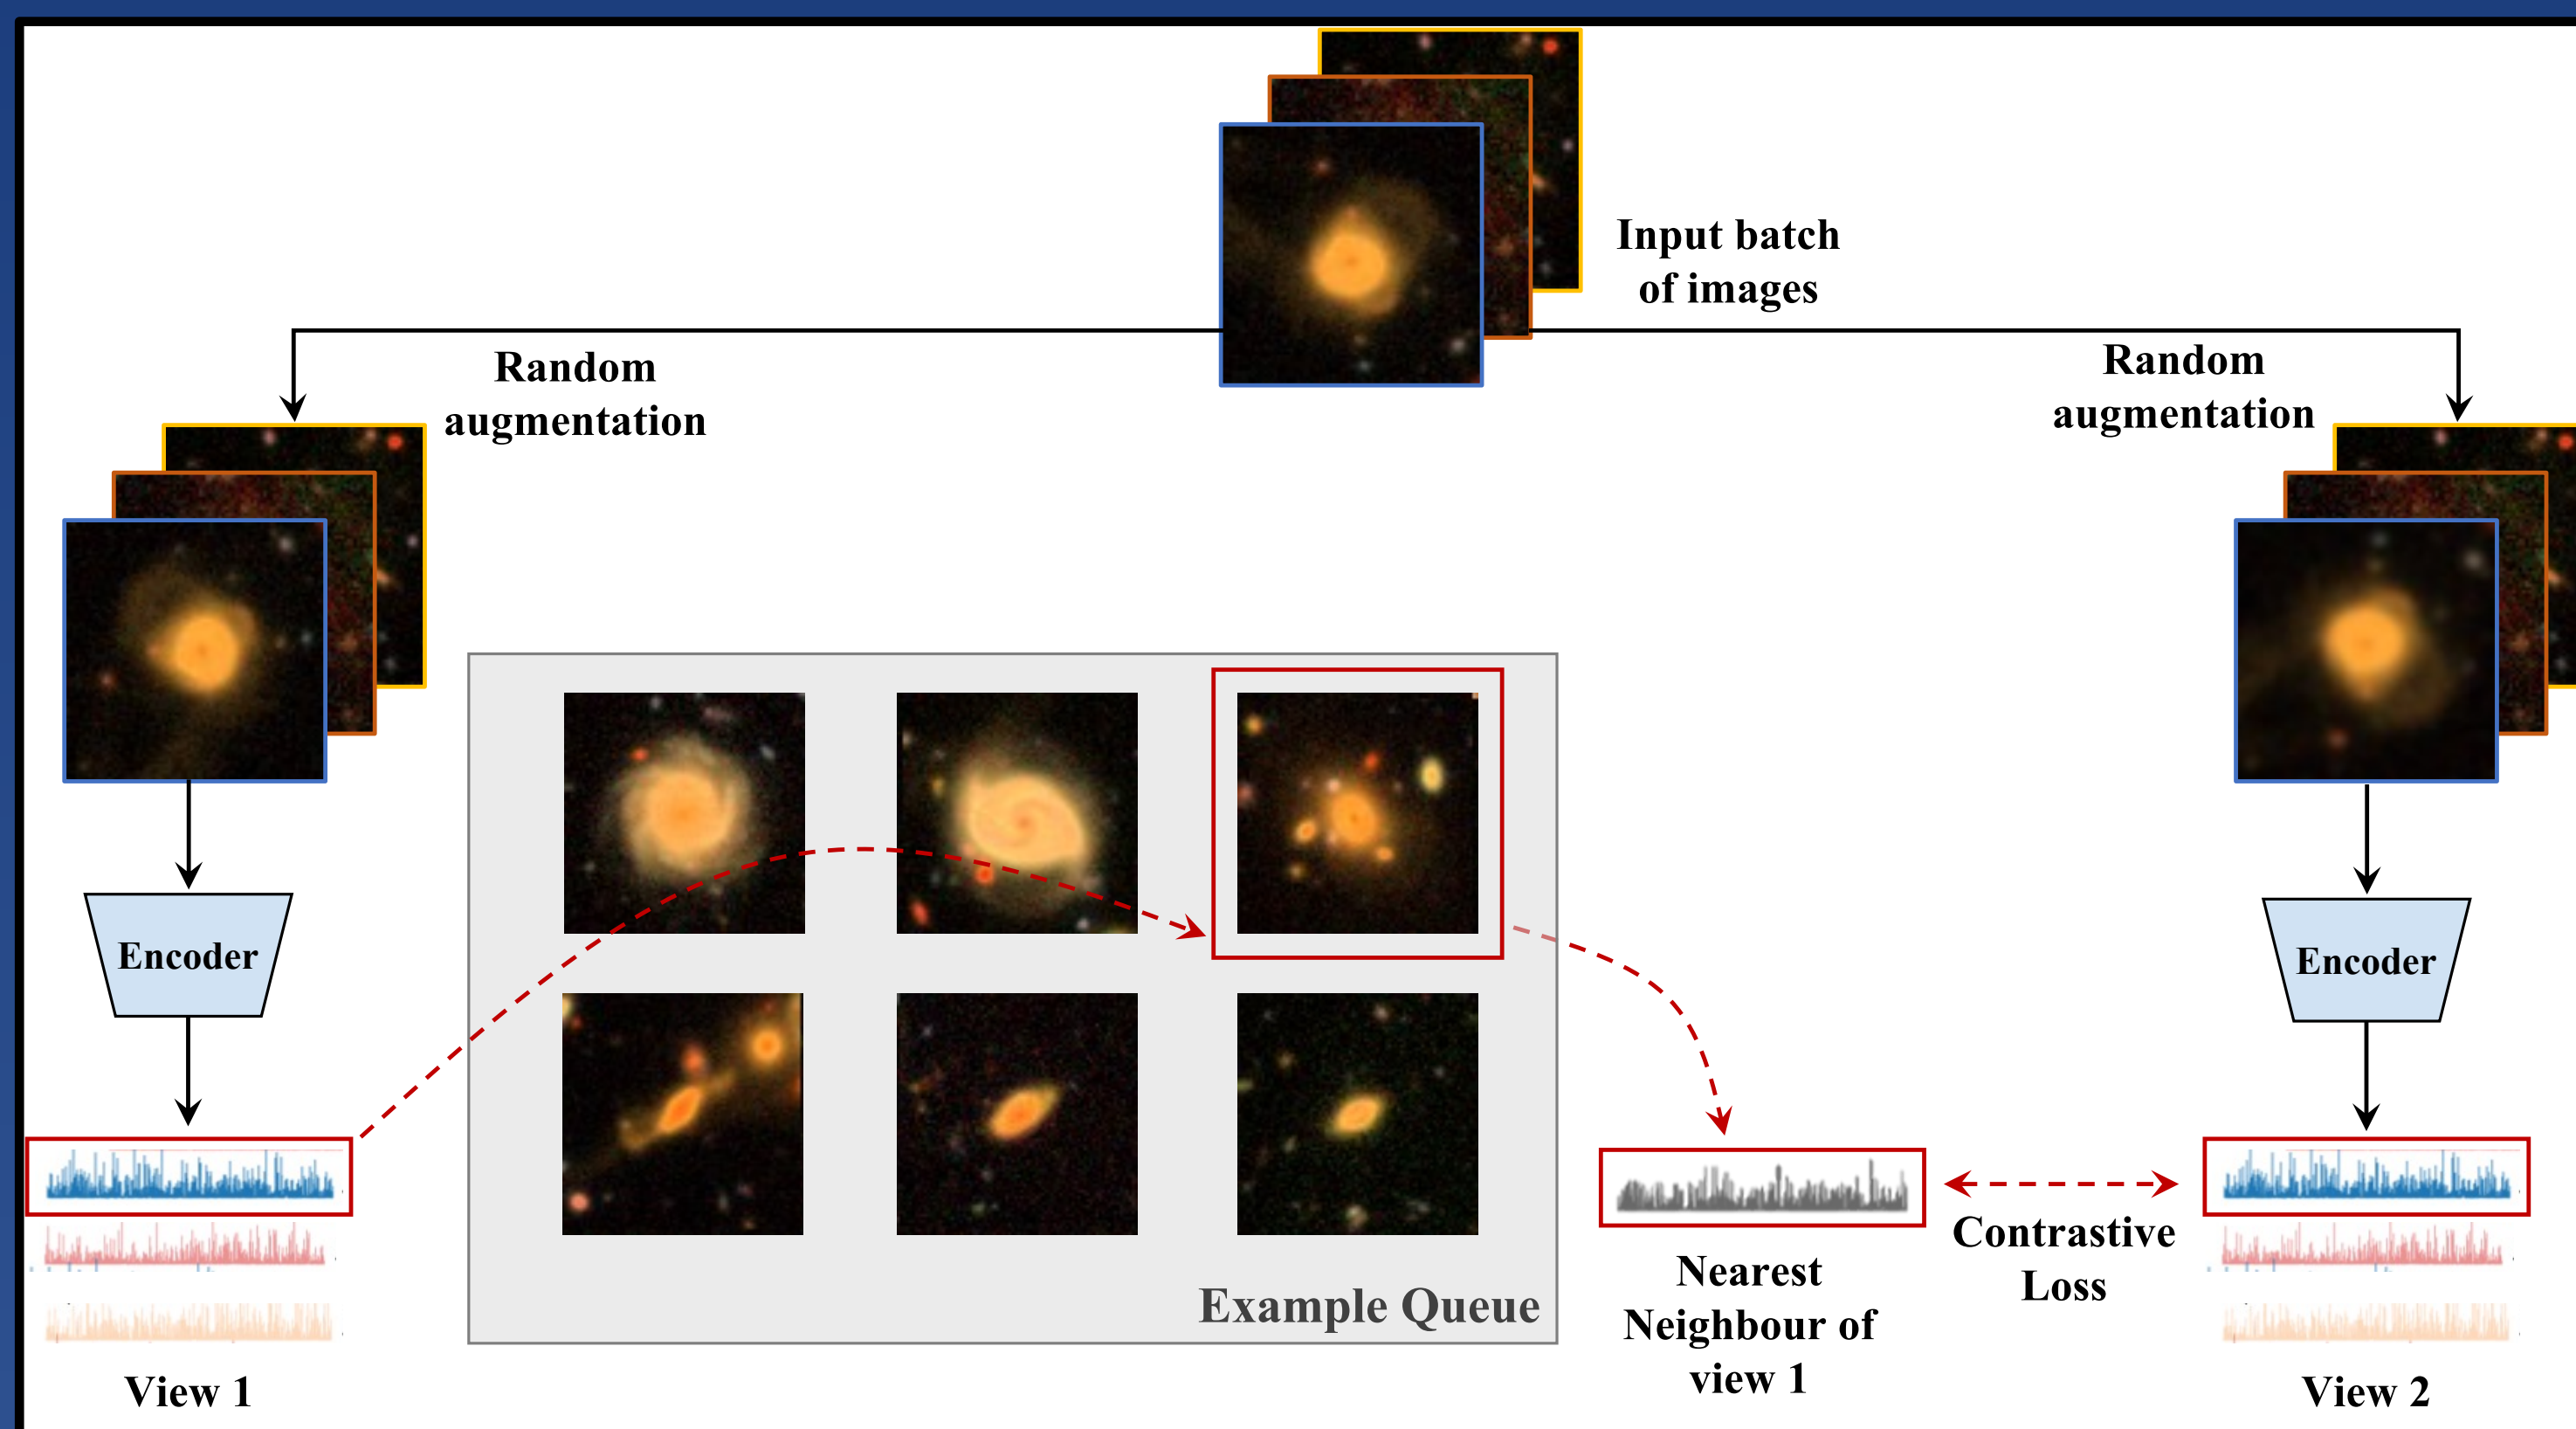 Input batch
of images
Random
augmentation
Random
augmentation
Encoder
Encoder
Example Queue
Nearest
Neighbour of
view 1
Contrastive
Loss
View 1
View 2